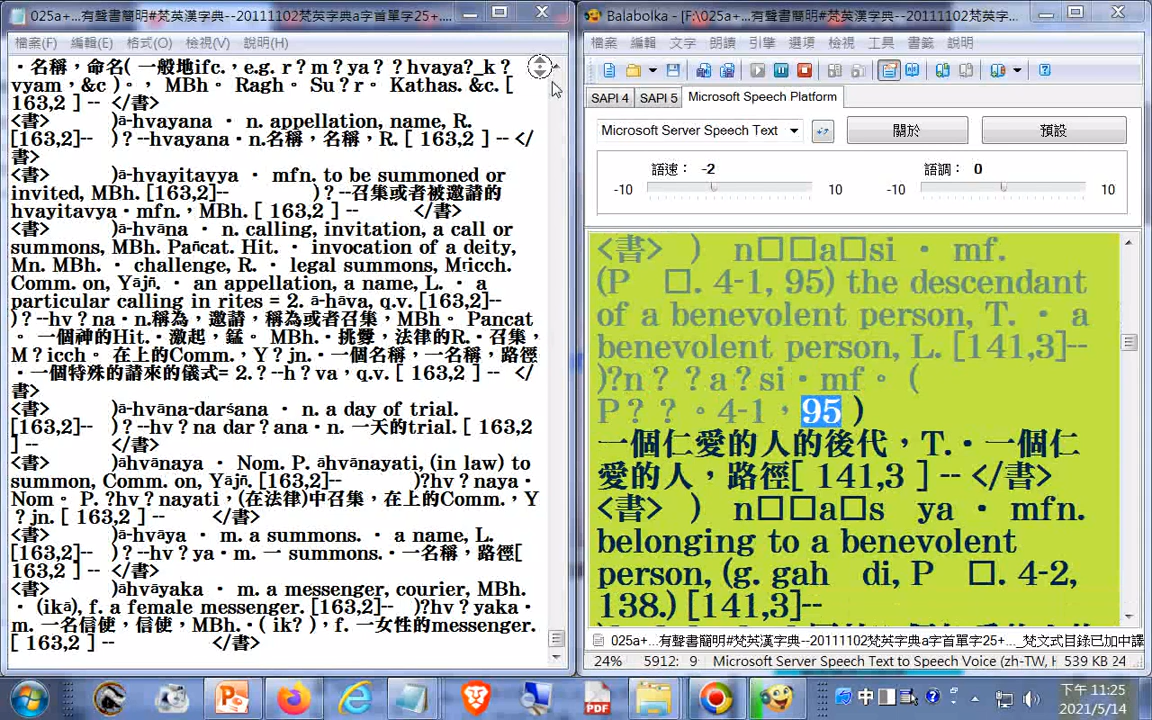 025a+...有聲書簡明#梵英漢字典--20111102梵英字典a字首單字25+...
檔案(F) 編輯(E) 格式(O) 檢視(V) 說明(H)
・名稱，命名( 一般地ifc.，e.g. r？m？ya？？hvaya?_k？
vyam，&c )。， MBh。 Ragh。 Su？r。 Kathas. &c. [
163,2 ] -- </書>
<書> )ā-hvayana ・ n. appellation, name, R.
[163,2]-- )？--hvayana・n.名稱，名稱，R. [ 163,2 ] -- </
書>
<書> )ā-hvayitavya ・ mfn. to be summoned or
invited, MBh. [163,2]-- )？--召集或者被邀請的
hvayitavya・mfn.，MBh. [ 163,2 ] -- </書>
<書> )ā-hvāna ・ n. calling, invitation, a call or
summons, MBh. Pañcat. Hit. ・ invocation of a deity,
Mn. MBh. ・ challenge, R. ・ legal summons, Mṛicch.
Comm. on, Yājñ. ・ an appellation, a name, L. ・ a
particular calling in rites = 2. ā-hāva, q.v. [163,2]--
)？--hv？na・n.稱為，邀請，稱為或者召集，MBh。 Pancat
。 一個神的Hit.・激起，錳。 MBh.・挑釁，法律的R.・召集，
M？icch。 在上的Comm.，Y？jn.・一個名稱，一名稱，路徑
・一個特殊的請來的儀式= 2.？--h？va，q.v. [ 163,2 ] -- </
書>
<書> )ā-hvāna-darśana ・ n. a day of trial.
[163,2]-- )？--hv？na dar？ana・n. 一天的trial. [ 163,2
] -- </書>
<書> )āhvānaya ・ Nom. P. āhvānayati, (in law) to
summon, Comm. on, Yājñ. [163,2]-- )?hv？naya・
Nom。 P. ?hv？nayati，(在法律)中召集，在上的Comm.，Y
？jn. [ 163,2 ] -- </書>
<書> )ā-hvāya ・ m. a summons. ・ a name, L.
[163,2]-- )？--hv？ya・m. 一 summons.・一名稱，路徑[
163,2 ] -- </書>
<書> )āhvāyaka ・ m. a messenger, courier, MBh.
・ (ikā), f. a female messenger. [163,2]-- )?hv？yaka・
m. 一名信使，信使，MBh.・( ik？)，f. 一女性的messenger.
[ 163,2 ] -- </書>
Balabolka - [F:\025a+...有聲書簡明#梵英漢字典--20111102梵英字...
檔案 編輯 文字 朗讀 引擎 選項 檢視 工具 書籤 說明
SAPI 4 SAPI 5 Microsoft Speech Platform
Microsoft Server Speech Text 關於 預設
語速： -2 語調： 0
-10 10 -10 10
<書> ) n□□a□si ・ mf.
(P □. 4-1, 95) the descendant
of a benevolent person, T. ・ a
benevolent person, L. [141,3]--
)?n？？a？si・mf。(
P？？。4-1，95 )
一個仁愛的人的後代，T.・一個仁
愛的人，路徑[ 141,3 ] -- </書>
<書> ) n□□a□s ya ・ mfn.
belonging to a benevolent
person, (g. gah di, P □. 4-2,
138.) [141,3]--
025a+...有聲書簡明#梵英漢字典--20111102梵英字典a字首單字25+..._梵文式目錄已加中譯
24% 5912: 9 Microsoft Server Speech Text to Speech Voice (zh-TW, H 539 KB 24
PDF
中
下午 11:25
2021/5/14